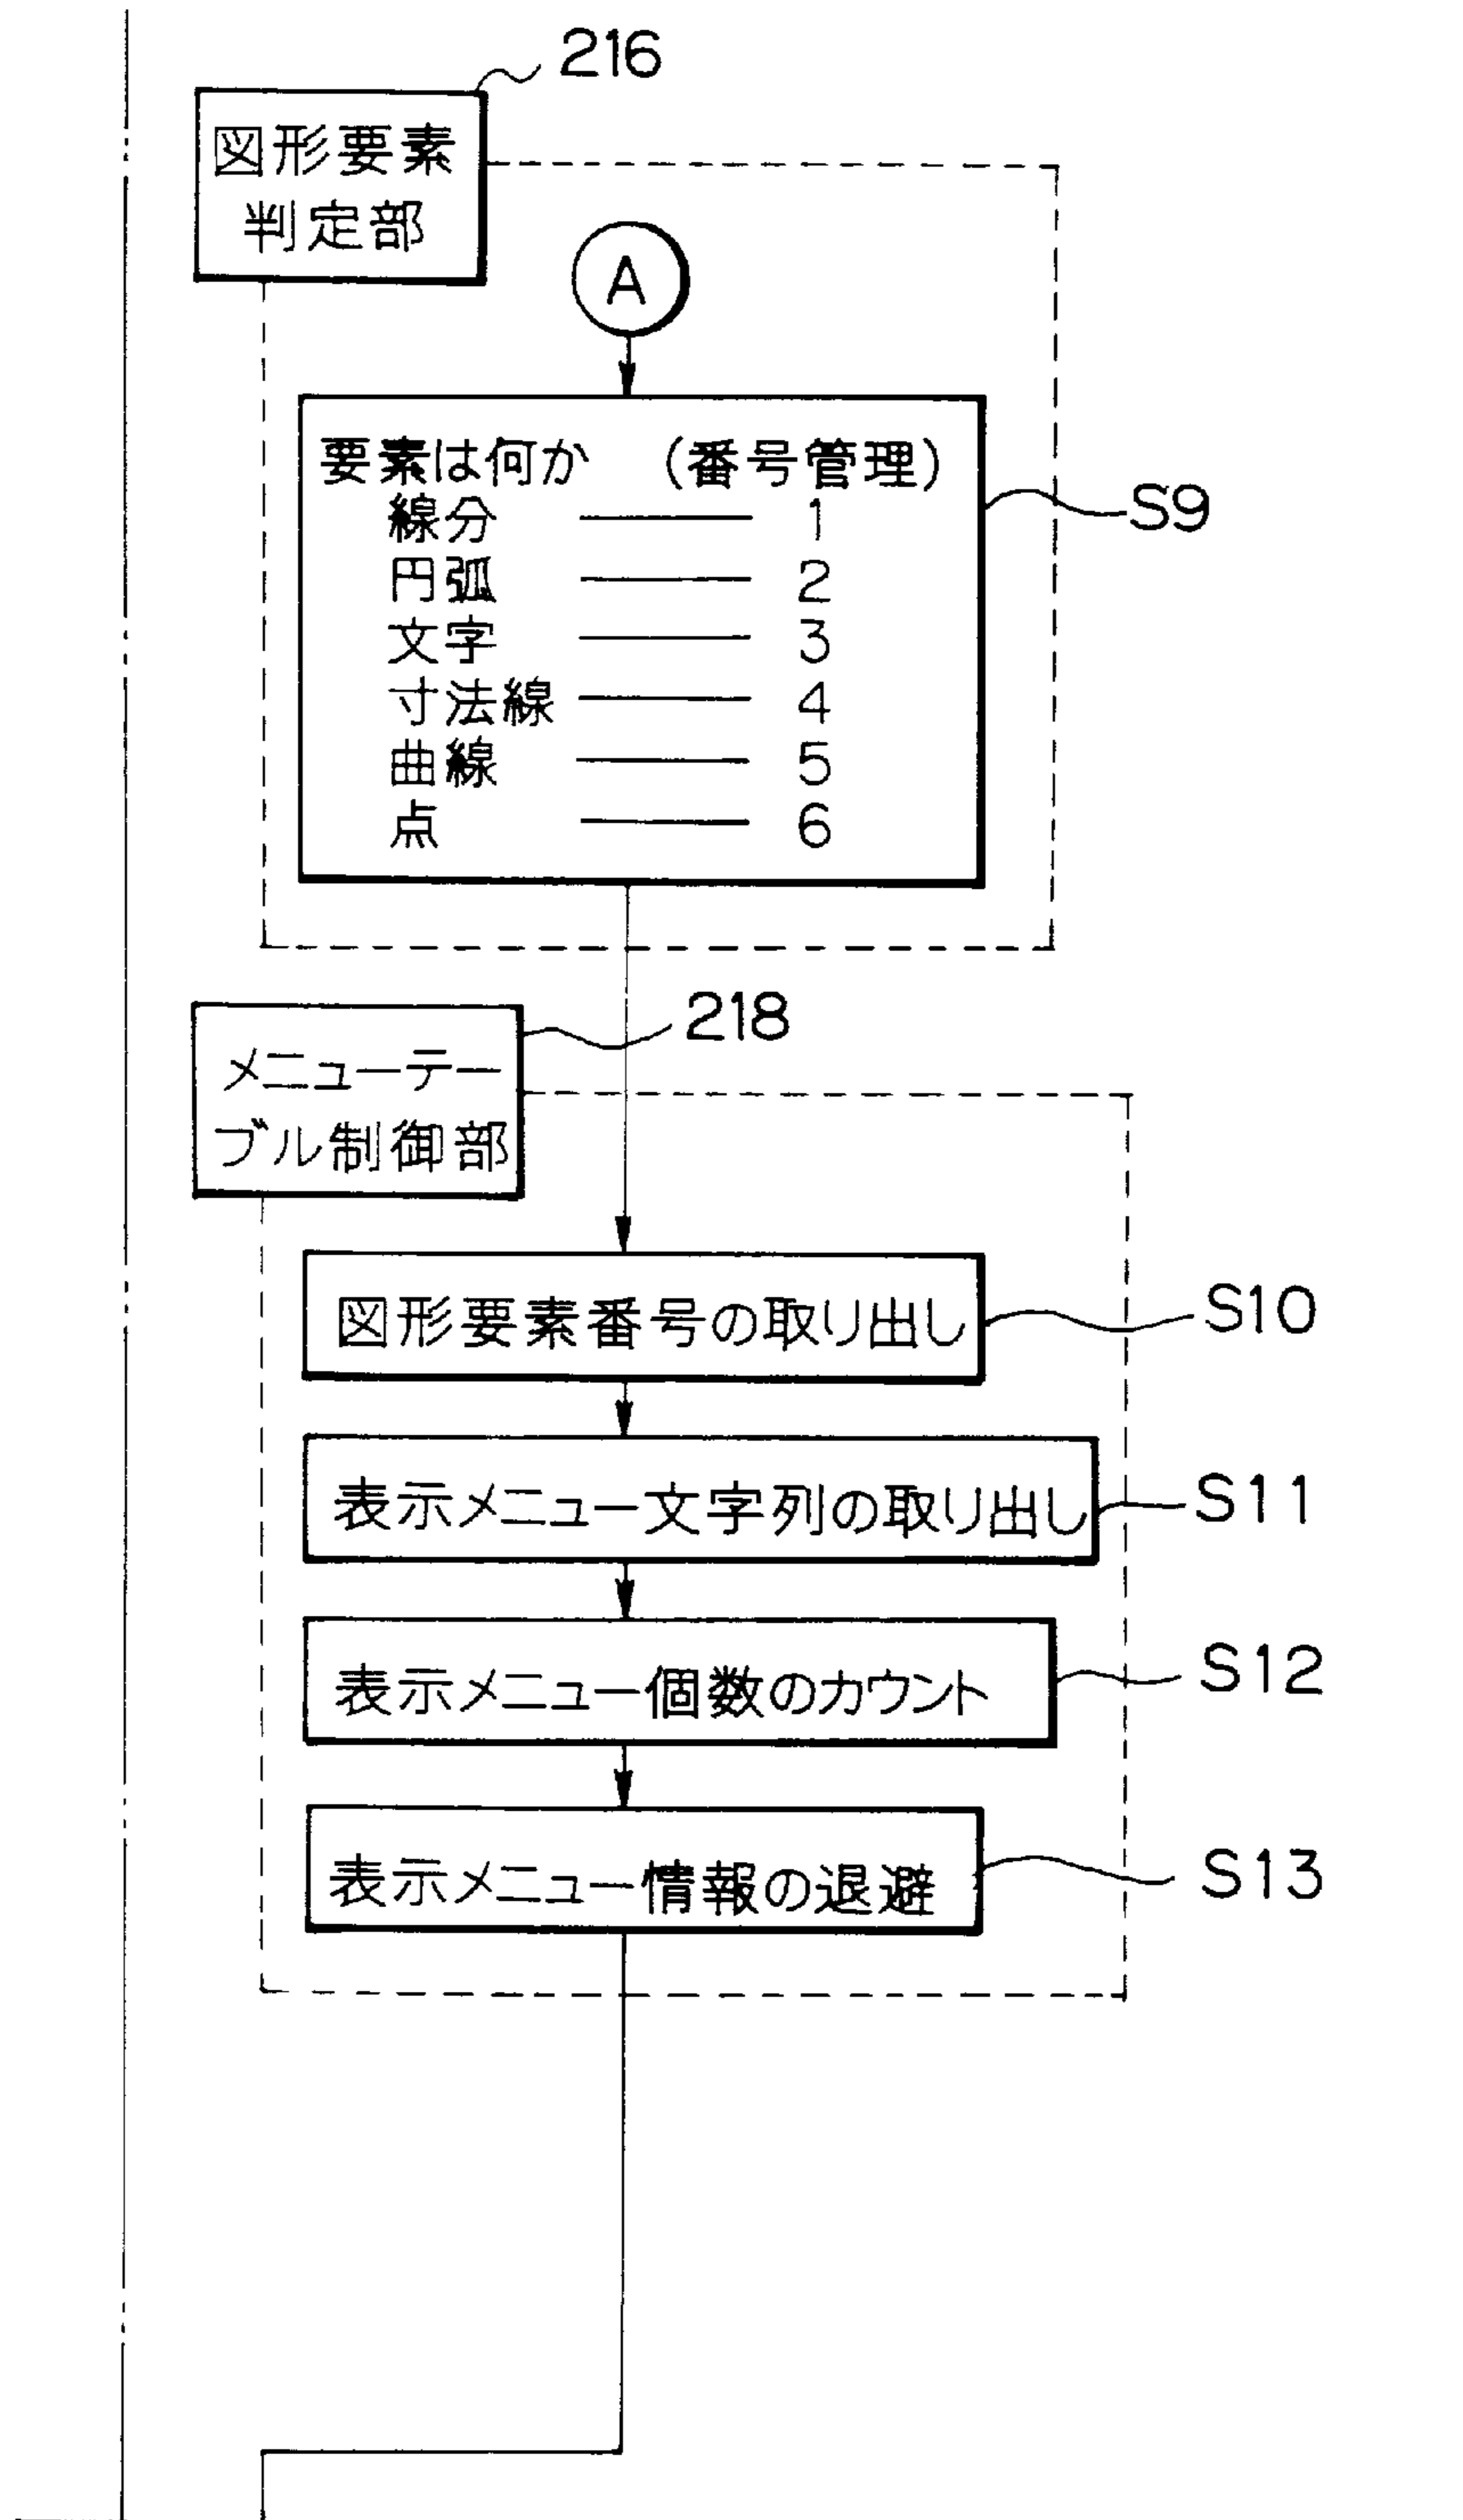 216
図形要素
判定部
A
要素は何か (番号管理)
線分 ——— 1
円弧 ——— 2
文字 ——— 3
寸法線 ——— 4
曲線 ——— 5
点 ——— 6
S9
218
メニューテー
ブル制御部
図形要素番号の取り出し
S10
表示メニュー文字列の取り出し
S11
表示メニュー個数のカウント
S12
表示メニュー情報の退避
S13